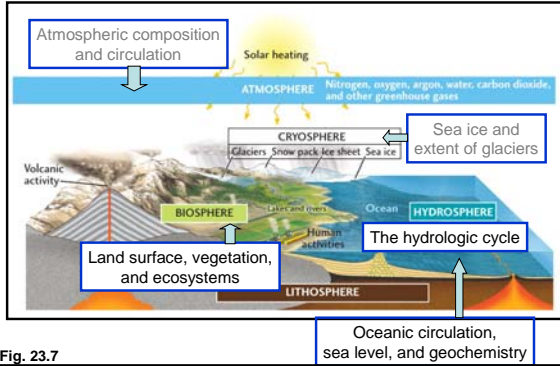 Atmospheric composition
and circulation
Solar heating
ATMOSPHERE
Nitrogen, oxygen, argon, water, carbon dioxide,
and other greenhouse gases
CRYOSPHERE
Glaciers Snow pack Ice sheet Sea ice
Sea ice and
extent of glaciers
Volcanic
activity
BIOSPHERE
Lakes and rivers
Ocean
HYDROSPHERE
Human
activities
The hydrologic cycle
Land surface, vegetation,
and ecosystems
LITHOSPHERE
Oceanic circulation,
sea level, and geochemistry
Fig. 23.7